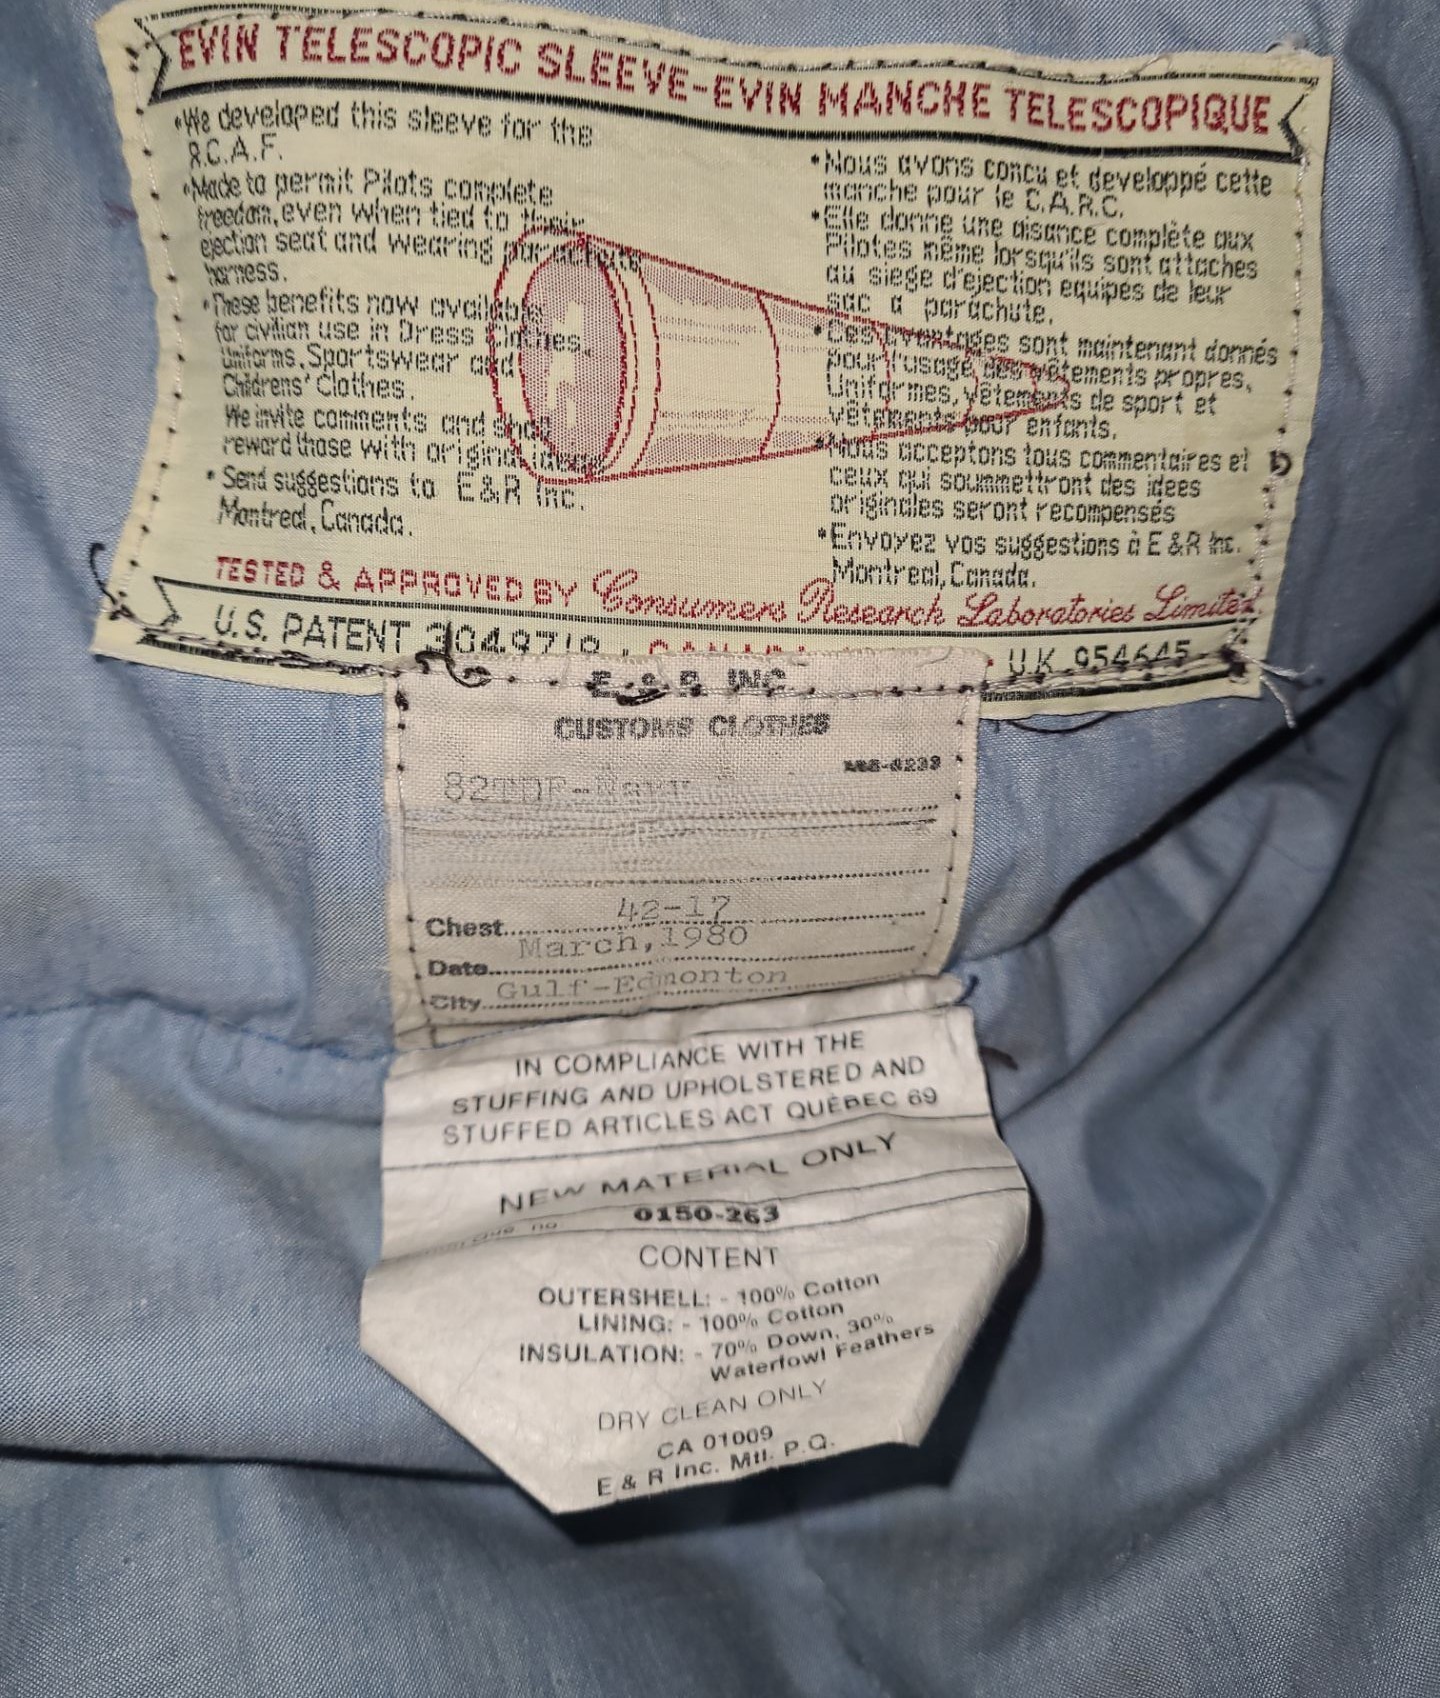 EVIN TELESCOPIC SLEEVE-EVIN MANCHE TELESCOPIQUE
•We developed this sleeve for the
R.C.A.F.
•Made to permit Pilots complete
freedom, even when tied to their
ejection seat and wearing parachute
harness.
•These benefits now available
for civilian use in Dress Clothes,
Uniforms, Sportswear and
Childrens' Clothes.
We invite comments and shall
reward those with original ideas
•Send suggestions to E&R Inc.
Montreal, Canada.
•Nous avons concu et developpé cette
manche pour le C.A.R.C.
•Elle donne une aisance complète aux
Pilotes même lorsqu'ils sont attaches
au siege d'ejection equipes de leur
sac a parachute.
•Ces avantages sont maintenant donnés
pour l'usage des vêtements propres,
Uniformes, vêtements de sport et
vêtements pour enfants.
•Nous acceptons tous commentaires et
ceux qui soummettront des idees
originales seront recompensés
•Envoyez vos suggestions à E&R Inc.
Montreal, Canada.
TESTED & APPROVED BY Consumers Research Laboratories Limited
U.S. PATENT 3049719 • CANADA • U.K. 954645
E. & R. INC.
CUSTOMS CLOTHES
82TDF-Navy
Chest 42-17
Date March, 1980
City Gulf-Edmonton
IN COMPLIANCE WITH THE
STUFFING AND UPHOLSTERED AND
STUFFED ARTICLES ACT QUÉBEC 69
NEW MATERIAL ONLY
no. 0150-263
CONTENT
OUTERSHELL: - 100% Cotton
LINING: - 100% Cotton
INSULATION: - 70% Down, 30%
Waterfowl Feathers
DRY CLEAN ONLY
CA 01009
E & R Inc. Mtl. P.Q.